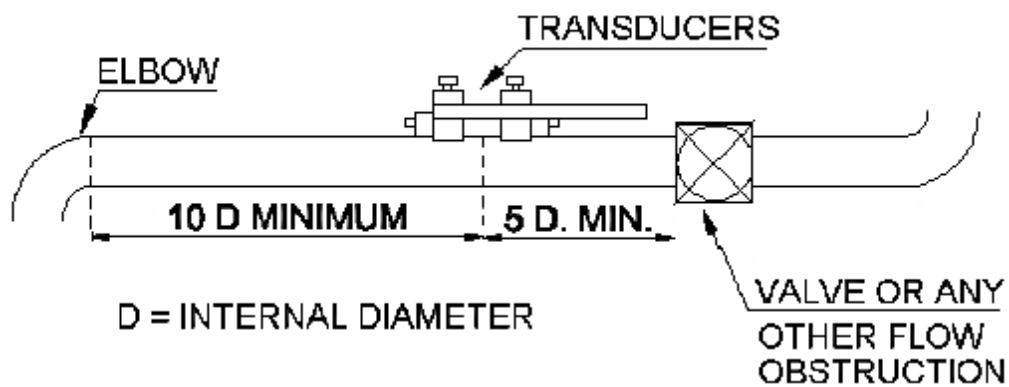 TRANSDUCERS
ELBOW
10 D MINIMUM
5 D. MIN.
D = INTERNAL DIAMETER
VALVE OR ANY
OTHER FLOW
OBSTRUCTION